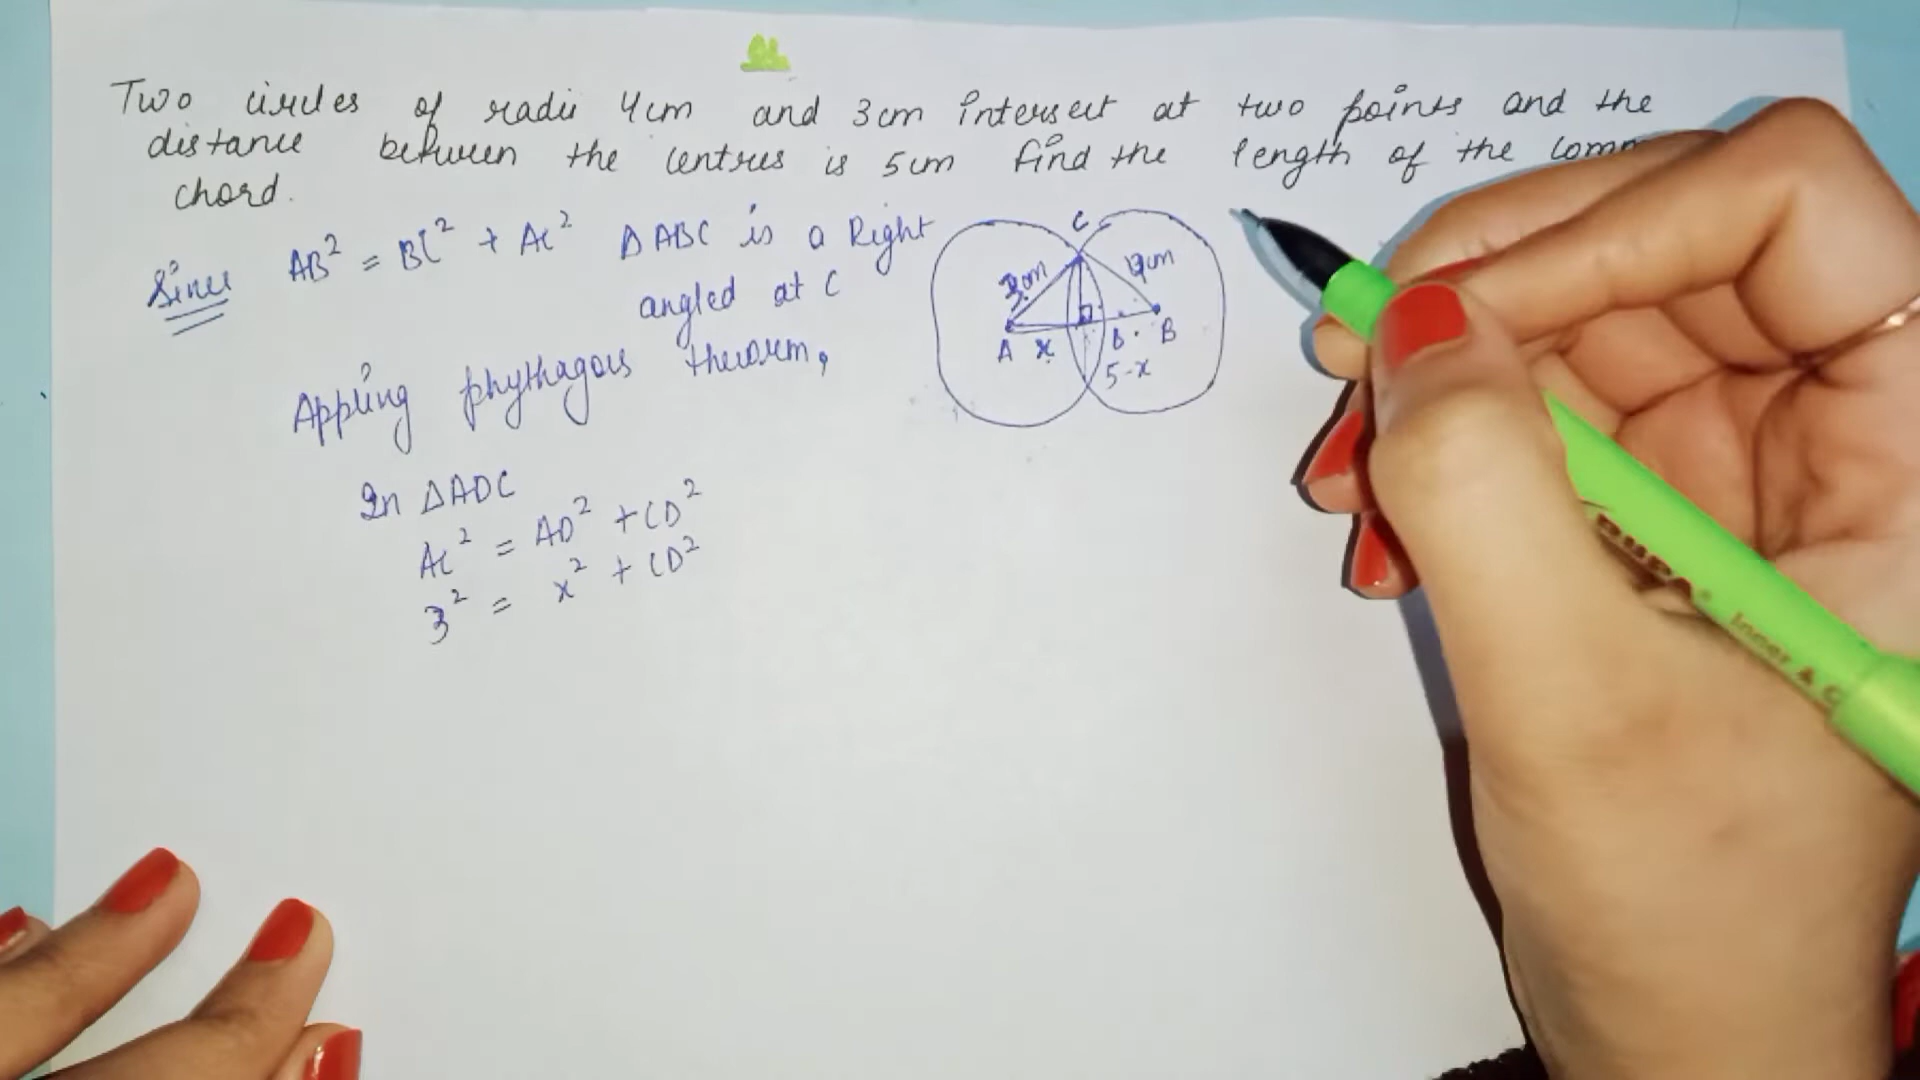 Two circles of radii 4cm and 3cm intersect at two points and the
distance between the centres is 5cm find the length of the
chord.
Since AB² = BC² + AC² ΔABC is a Right
angled at C
Appling phythagors theorem,
In ΔADC
AC² = AD² + CD²
3² = x² + CD²
C
3cm
A x B
5-x
Inner & C